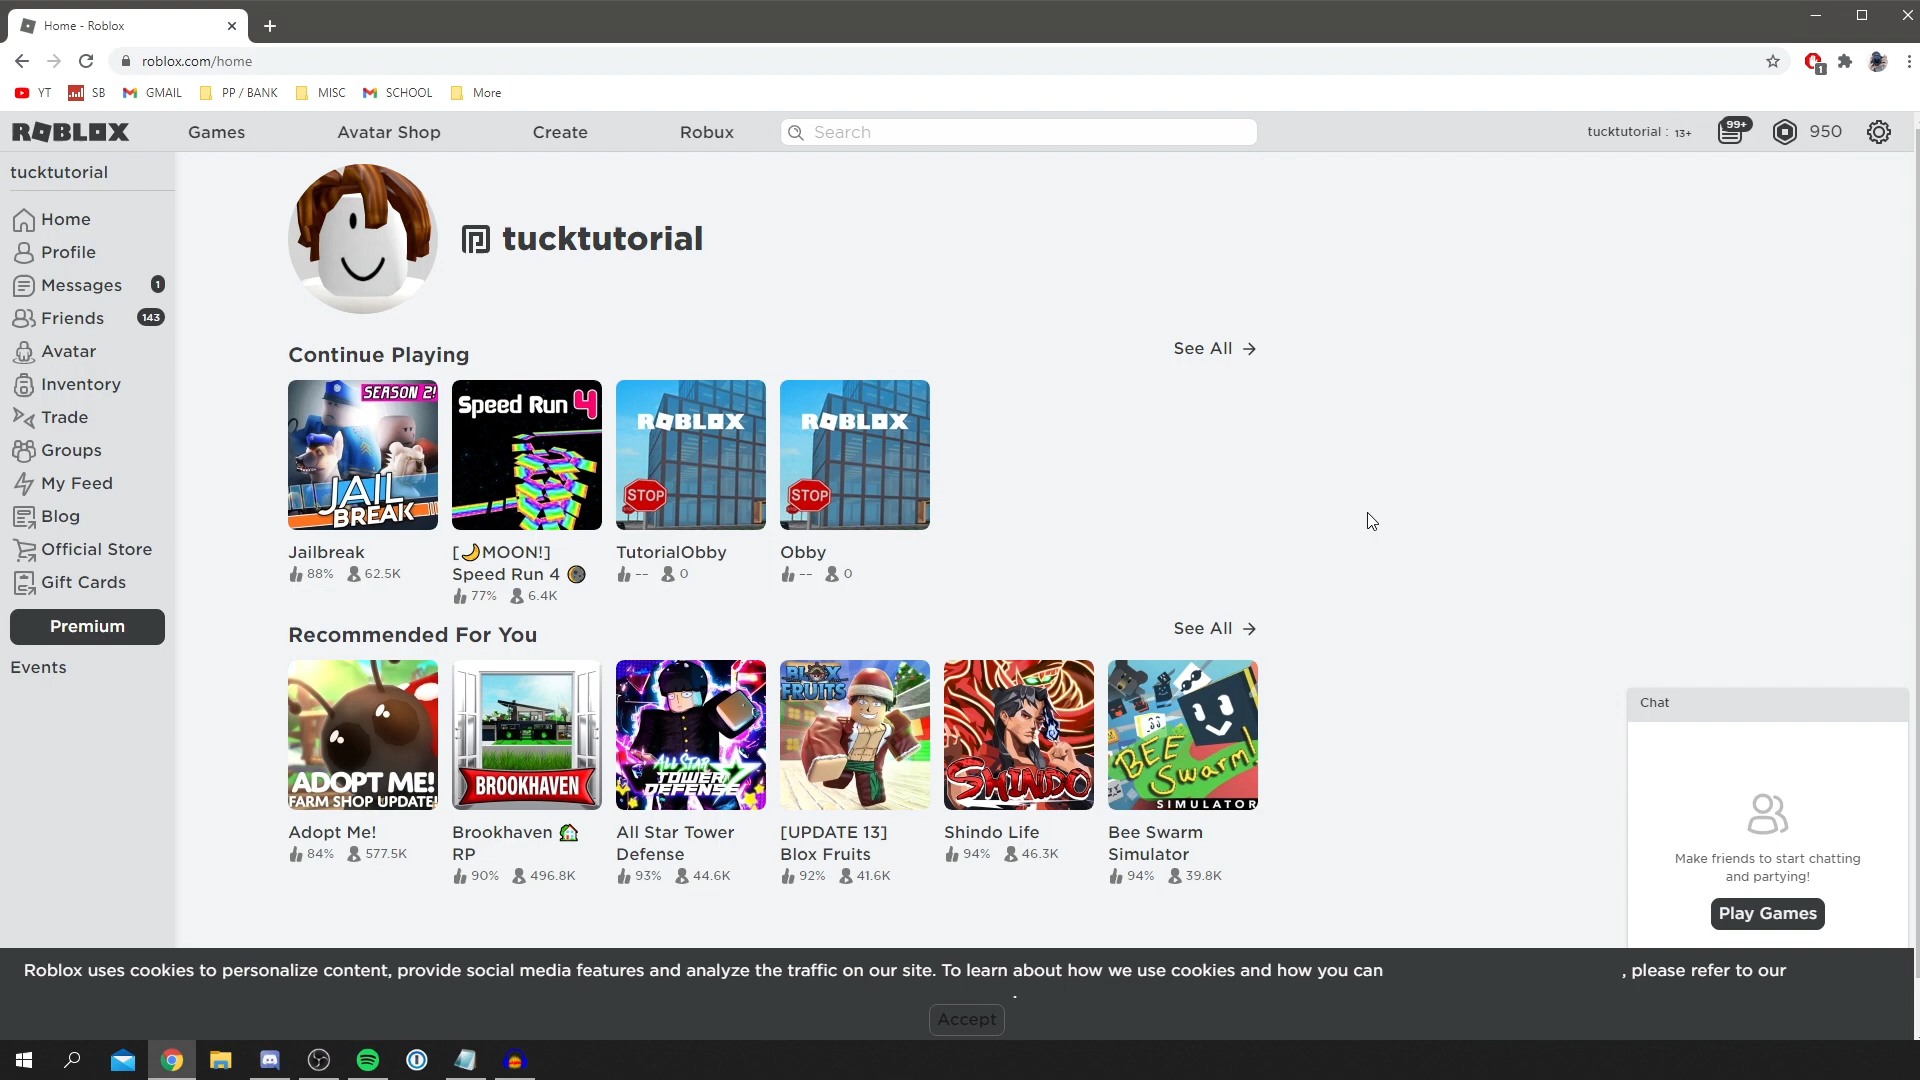 Home - Roblox
roblox.com/home
1
YT
SB
GMAIL
PP / BANK
MISC
SCHOOL
More
ROBLOX
Games
Avatar Shop
Create
Robux
Search
tucktutorial : 13+
99+
950
tucktutorial
Home
Profile
Messages
1
Friends
143
Avatar
Inventory
Trade
Groups
My Feed
Blog
Official Store
Gift Cards
Premium
Events
tucktutorial
Continue Playing
See All
SEASON 2!
JAIL
BREAK
Speed Run 4
ROBLOX
STOP
ROBLOX
STOP
Jailbreak
88% 62.5K
[🌙MOON!]
Speed Run 4 🌘
77% 6.4K
TutorialObby
-- 0
Obby
-- 0
Recommended For You
See All
ADOPT ME!
FARM SHOP UPDATE!
BROOKHAVEN
ALL STAR
TOWER
DEFENSE
BLOX
FRUITS
SHINDO
BEE
Swarm!
SIMULATOR
Adopt Me!
84% 577.5K
Brookhaven 🏡
RP
90% 496.8K
All Star Tower
Defense
93% 44.6K
[UPDATE 13]
Blox Fruits
92% 41.6K
Shindo Life
94% 46.3K
Bee Swarm
Simulator
94% 39.8K
Chat
Make friends to start chatting
and partying!
Play Games
Roblox uses cookies to personalize content, provide social media features and analyze the traffic on our site. To learn about how we use cookies and how you can , please refer to our
.
Accept